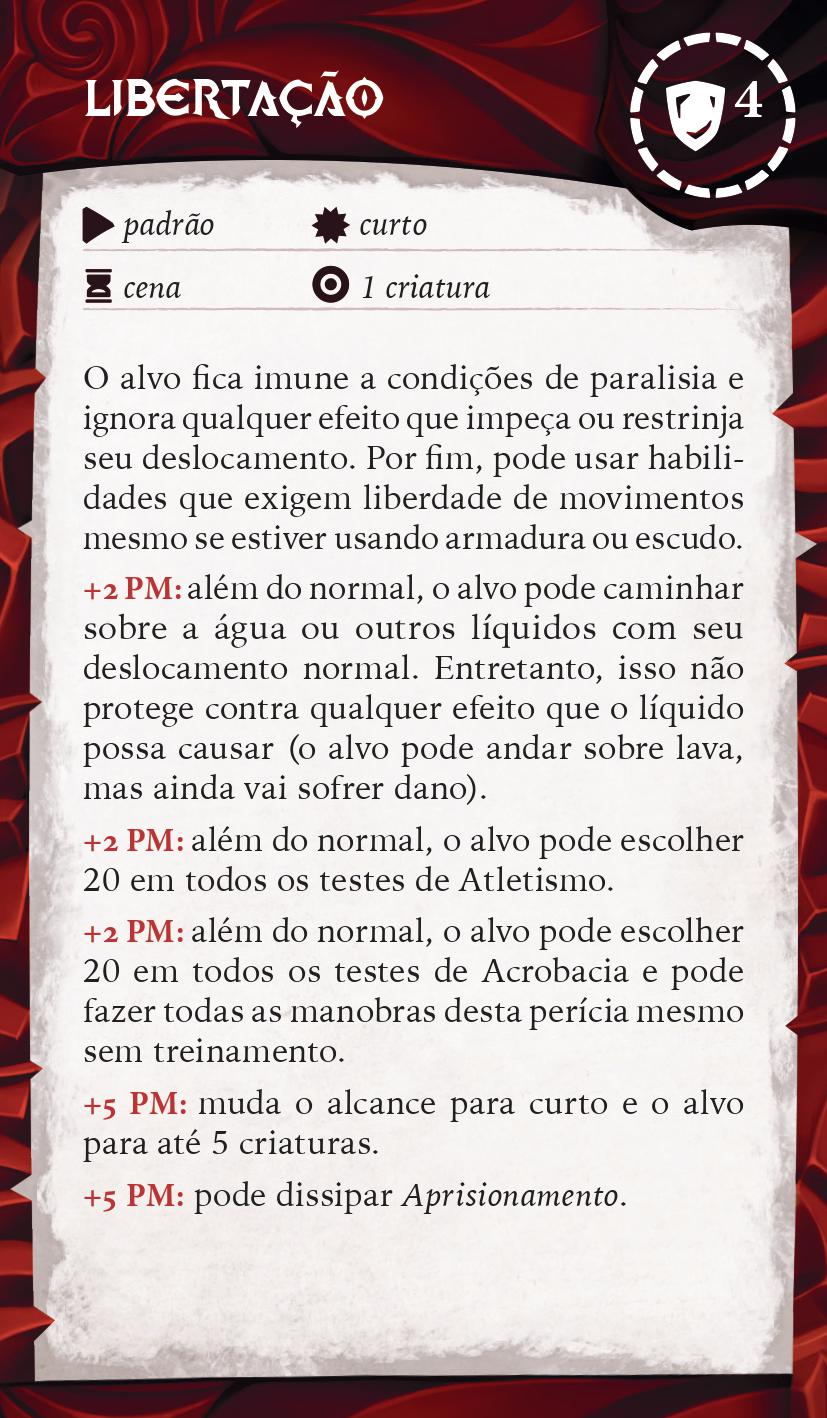 LIBERTAÇÃO
4
padrão
curto
cena
1 criatura
O alvo fica imune a condições de paralisia e
ignora qualquer efeito que impeça ou restrinja
seu deslocamento. Por fim, pode usar habili-
dades que exigem liberdade de movimentos
mesmo se estiver usando armadura ou escudo.
+2 PM: além do normal, o alvo pode caminhar
sobre a água ou outros líquidos com seu
deslocamento normal. Entretanto, isso não
protege contra qualquer efeito que o líquido
possa causar (o alvo pode andar sobre lava,
mas ainda vai sofrer dano).
+2 PM: além do normal, o alvo pode escolher
20 em todos os testes de Atletismo.
+2 PM: além do normal, o alvo pode escolher
20 em todos os testes de Acrobacia e pode
fazer todas as manobras desta perícia mesmo
sem treinamento.
+5 PM: muda o alcance para curto e o alvo
para até 5 criaturas.
+5 PM: pode dissipar Aprisionamento.